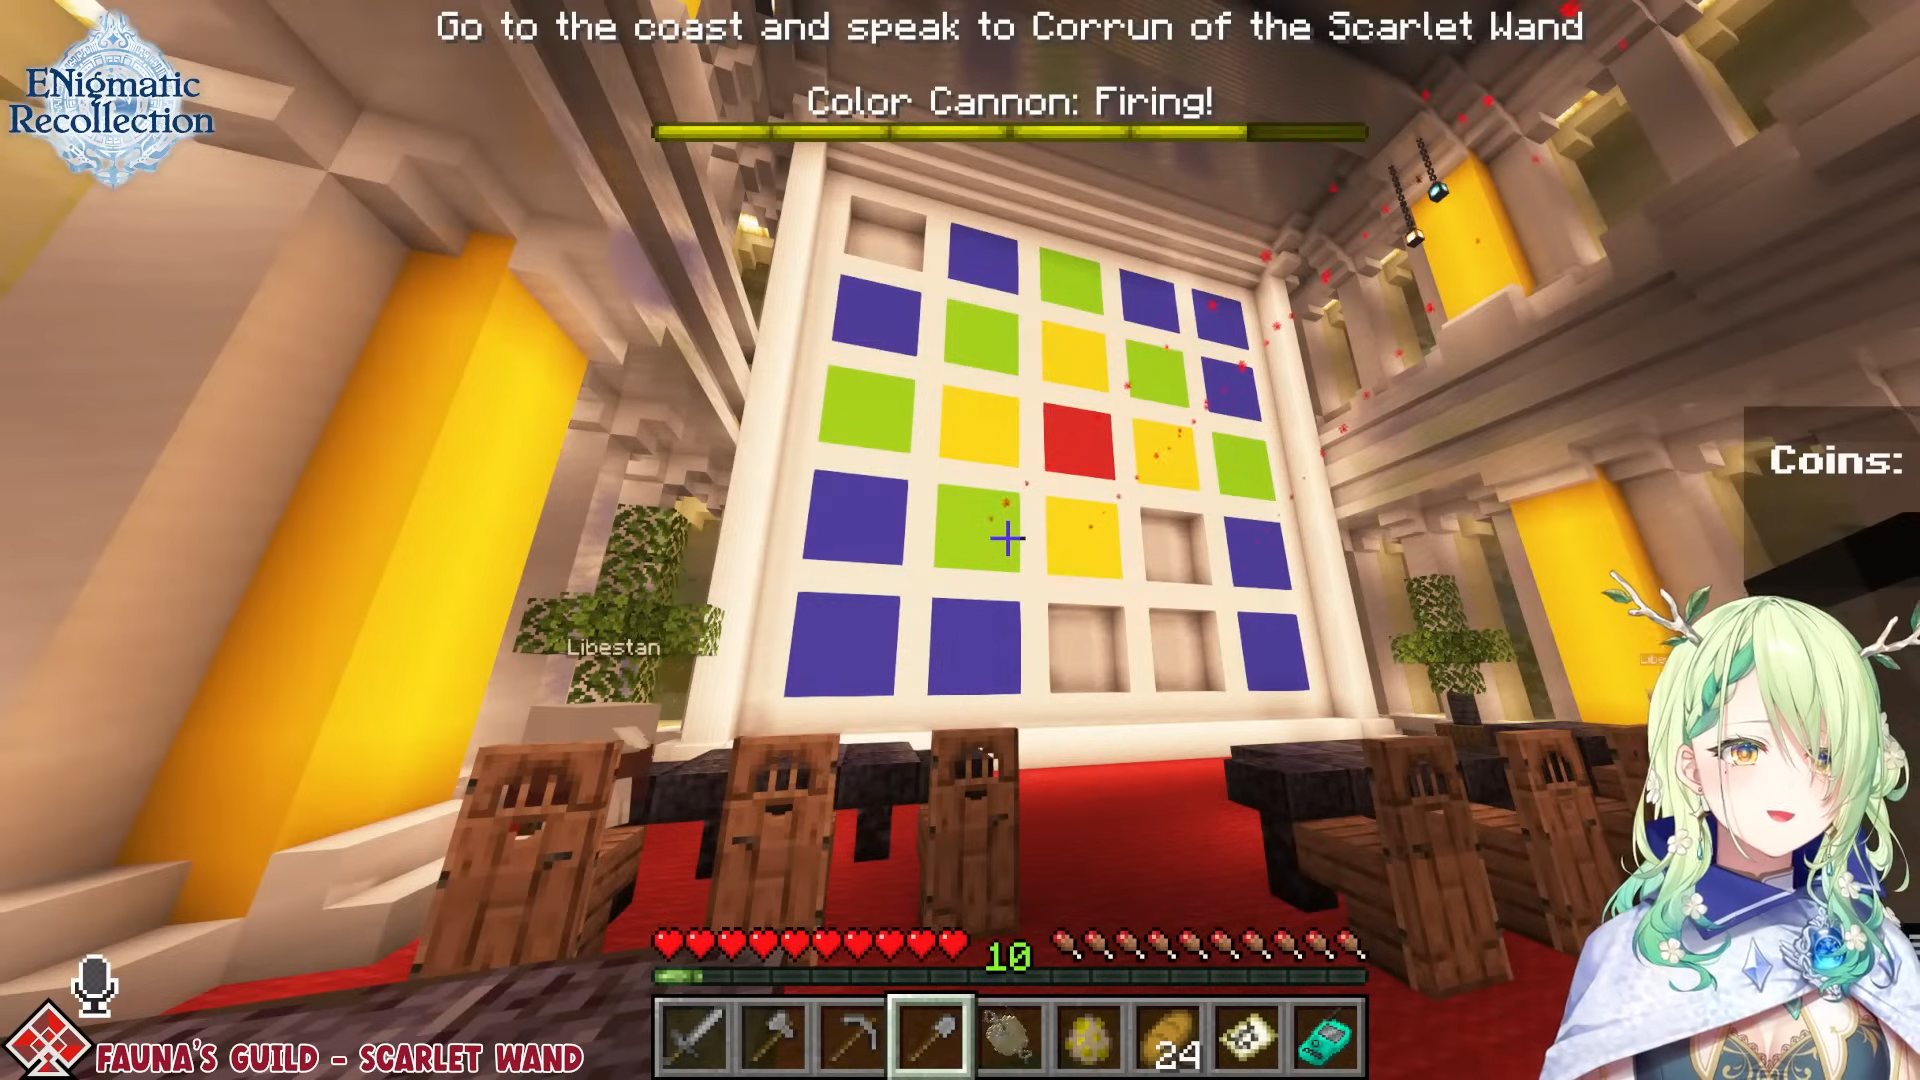 Go to the coast and speak to Corrun of the Scarlet Wand
ENigmatic
Recollection
Color Cannon: Firing!
Coins:
Libestan
10
24
FAUNA'S GUILD - SCARLET WAND